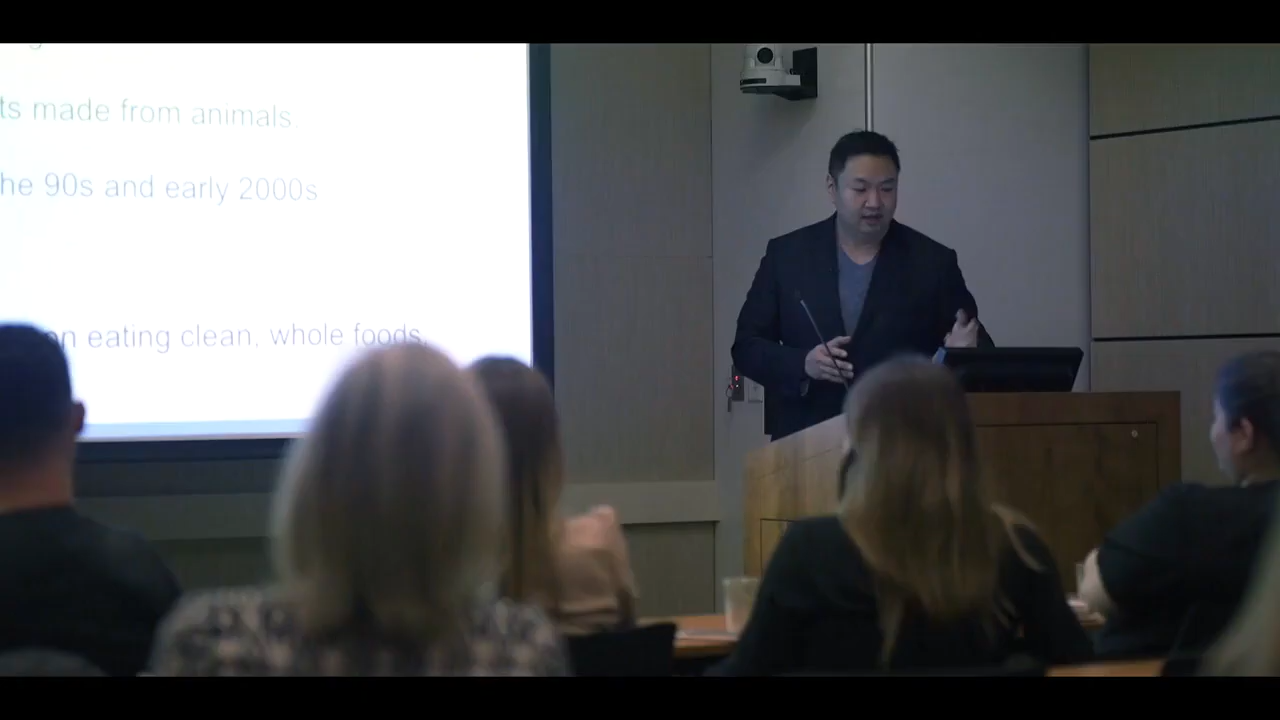 ts made from animals.
he 90s and early 2000s
on eating clean, whole foods.